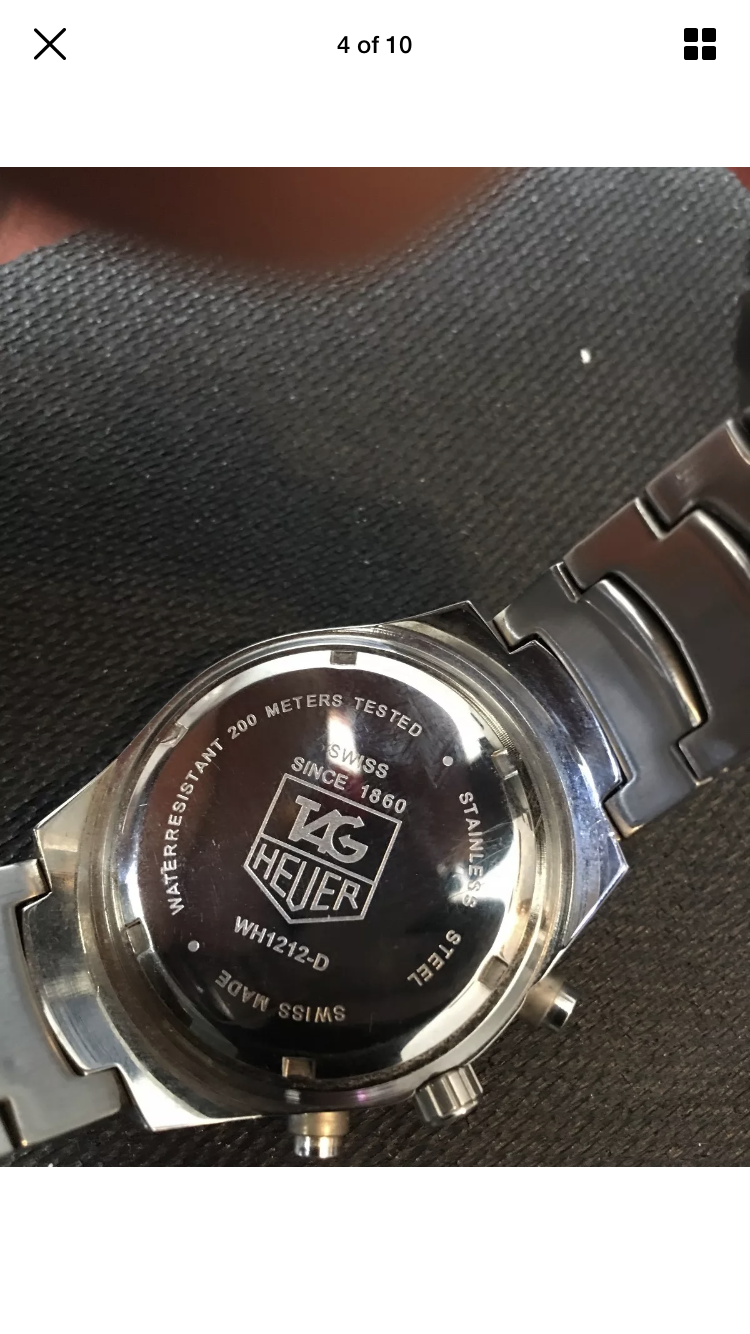 4 of 10
WATERRESISTANT 200 METERS TESTED
STAINLESS STEEL
SWISS MADE
SWISS
SINCE 1860
TAG
HEUER
WH1212-D